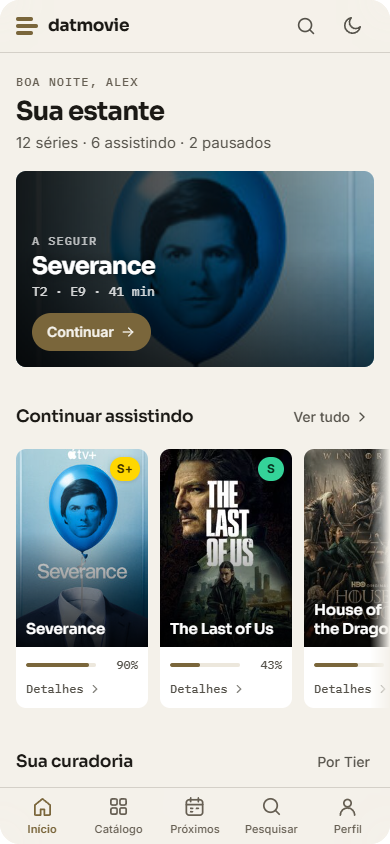 datmovie
BOA NOITE, ALEX
Sua estante
12 séries · 6 assistindo · 2 pausados
A SEGUIR
Severance
T2 · E9 · 41 min
Continuar →
Continuar assistindo
Ver tudo >
tv+
S+
Severance
Severance
90%
Detalhes >
S
THE
LAST
OF US
The Last of Us
43%
Detalhes >
WIN OR
HBO
HOUSE
House of
the Drago
Detalhes >
Sua curadoria
Por Tier
Início
Catálogo
Próximos
Pesquisar
Perfil